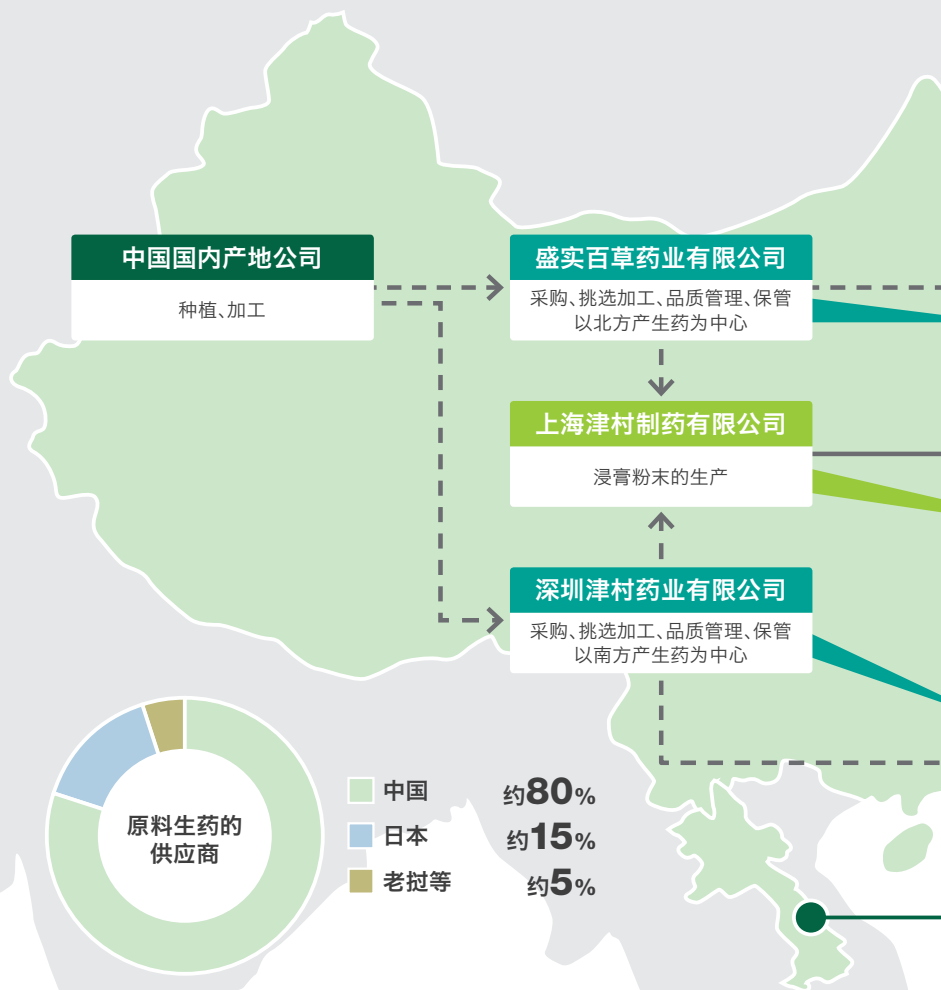 中国国内产地公司
种植、加工
盛实百草药业有限公司
采购、挑选加工、品质管理、保管
以北方产生药为中心
上海津村制药有限公司
浸膏粉末的生产
深圳津村药业有限公司
采购、挑选加工、品质管理、保管
以南方产生药为中心
原料生药的
供应商
中国 约80%
日本 约15%
老挝等 约5%